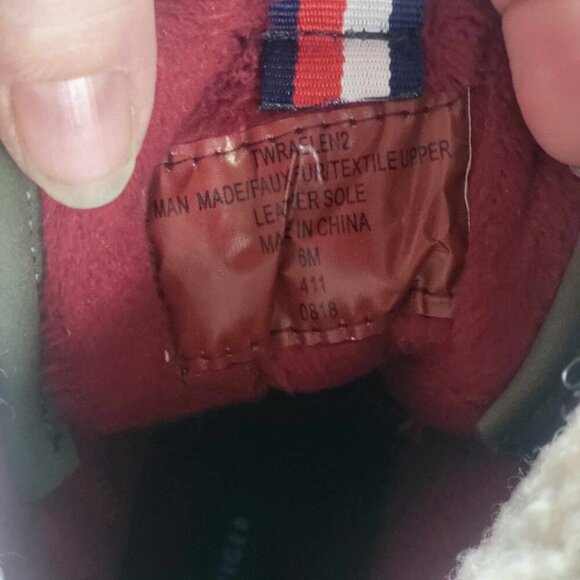 TWRAELEN2
MAN MADE/FAUX FUR/TEXTILE UPPER
LEATHER SOLE
MADE IN CHINA
6M
411
0818